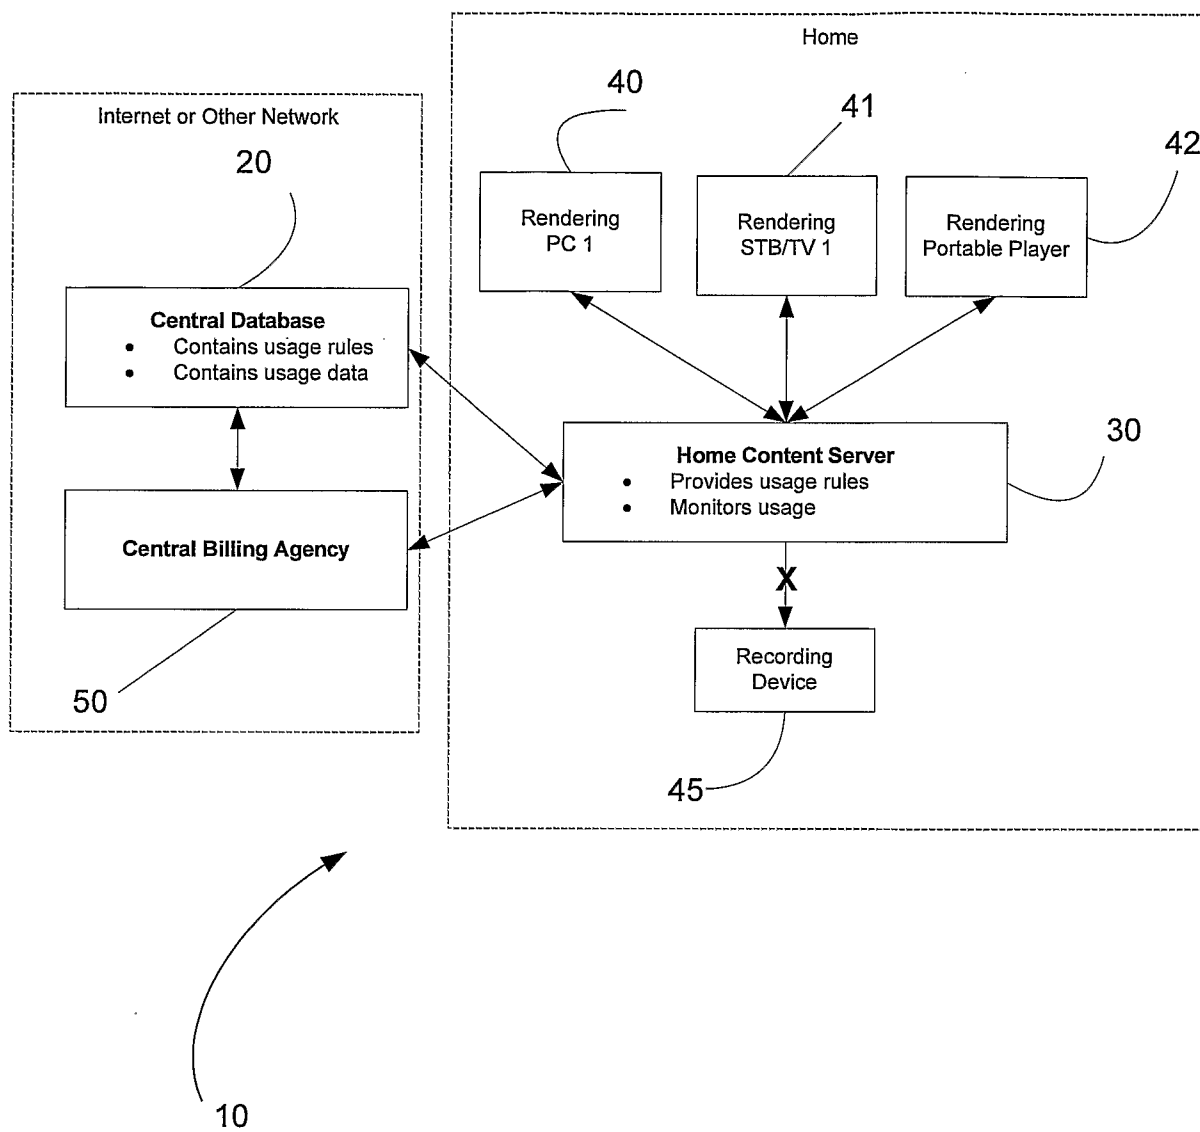 Home
40
41
42
Internet or Other Network
20
Rendering
PC 1
Rendering
STB/TV 1
Rendering
Portable Player
Central Database
• Contains usage rules
• Contains usage data
30
Home Content Server
• Provides usage rules
• Monitors usage
Central Billing Agency
X
50
Recording
Device
45
10